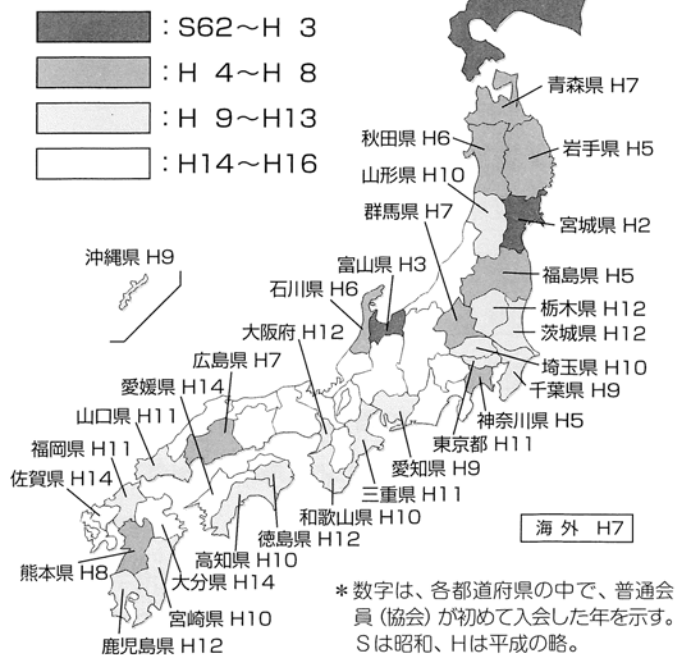 : S62〜H 3
: H 4〜H 8
: H 9〜H13
: H14〜H16
青森県 H7
秋田県 H6
岩手県 H5
山形県 H10
群馬県 H7
宮城県 H2
沖縄県 H9
富山県 H3
福島県 H5
石川県 H6
栃木県 H12
大阪府 H12
茨城県 H12
広島県 H7
埼玉県 H10
愛媛県 H14
千葉県 H9
山口県 H11
神奈川県 H5
福岡県 H11
東京都 H11
佐賀県 H14
愛知県 H9
三重県 H11
和歌山県 H10
海外 H7
徳島県 H12
高知県 H10
熊本県 H8
大分県 H14
宮崎県 H10
鹿児島県 H12
*数字は、各都道府県の中で、普通会
員(協会)が初めて入会した年を示す。
Sは昭和、Hは平成の略。